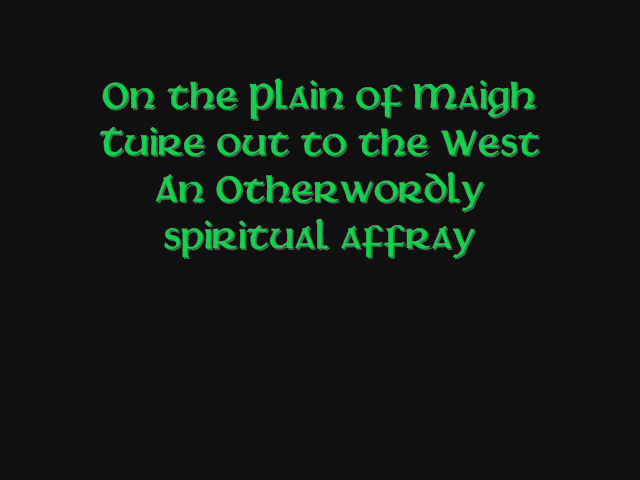 On the Plain of Maigh
Tuire out to the West
An Otherwordly
spiritual affray